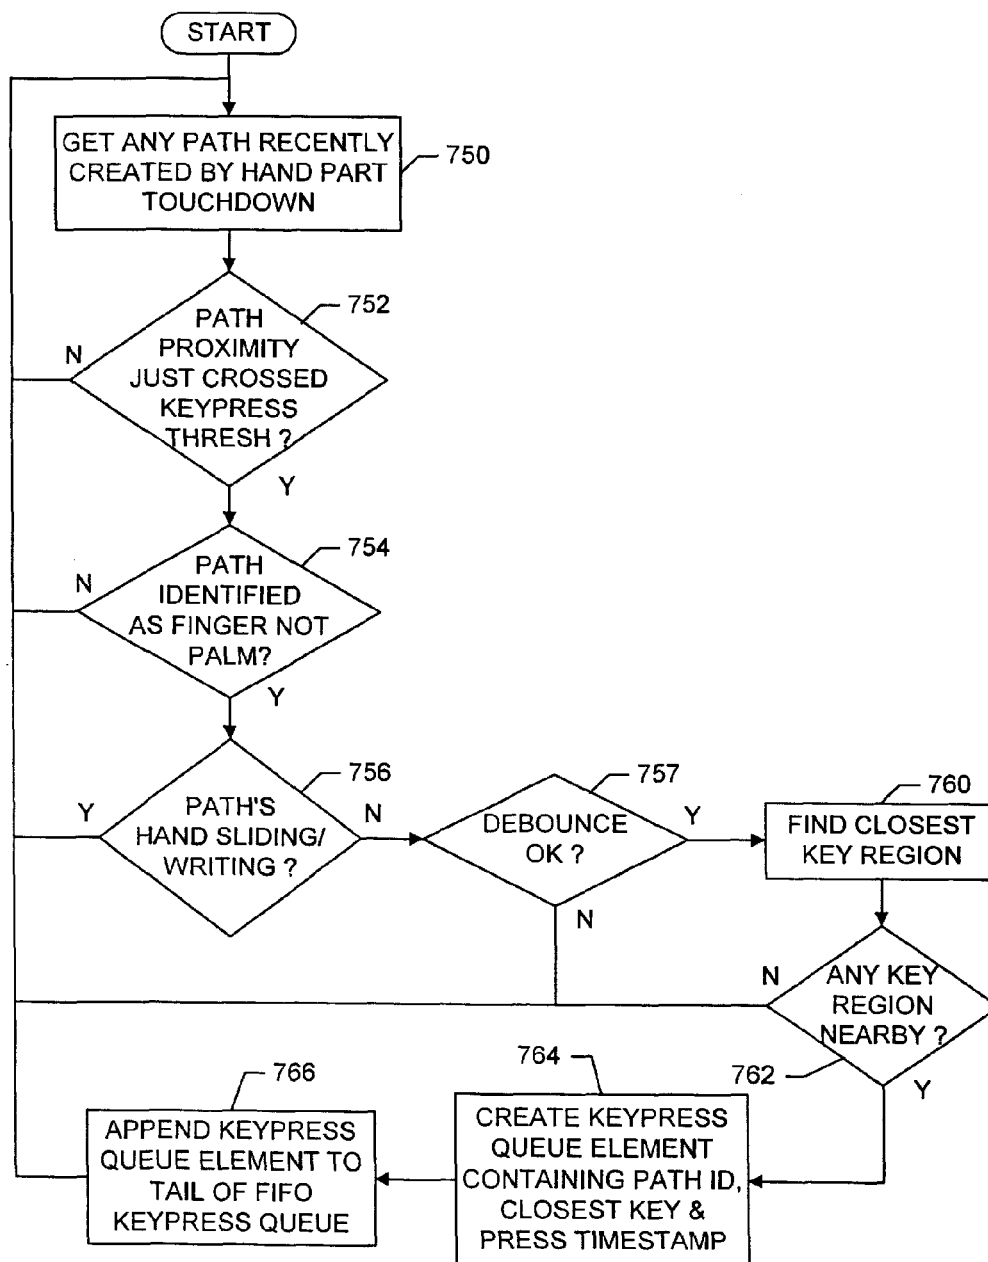 START
GET ANY PATH RECENTLY
CREATED BY HAND PART
TOUCHDOWN
750
752
PATH
PROXIMITY
JUST CROSSED
KEYPRESS
THRESH ?
N
Y
754
PATH
IDENTIFIED
AS FINGER NOT
PALM?
N
Y
756
PATH'S
HAND SLIDING/
WRITING ?
Y
N
757
DEBOUNCE
OK ?
Y
N
760
FIND CLOSEST
KEY REGION
ANY KEY
REGION
NEARBY ?
N
762
Y
764
CREATE KEYPRESS
QUEUE ELEMENT
CONTAINING PATH ID,
CLOSEST KEY &
PRESS TIMESTAMP
766
APPEND KEYPRESS
QUEUE ELEMENT TO
TAIL OF FIFO
KEYPRESS QUEUE